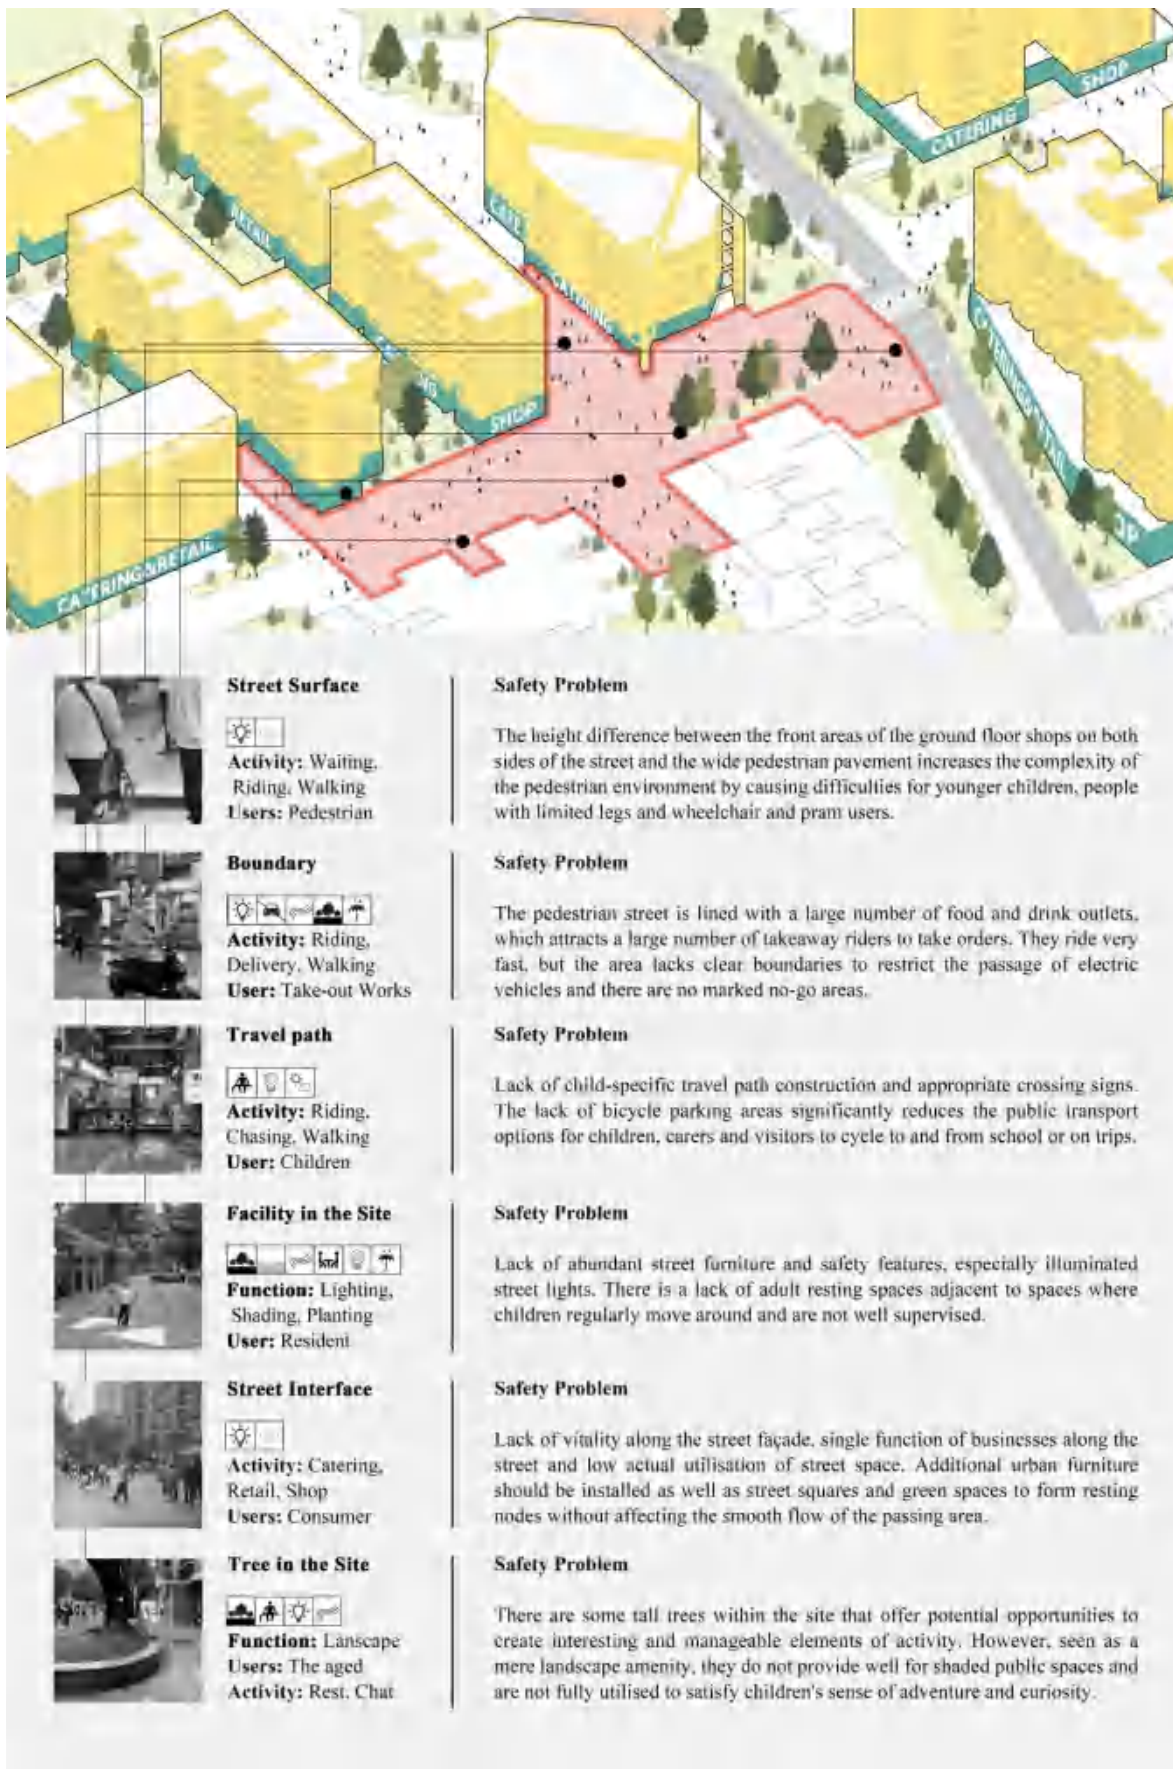 SHOP
CATERING
CAFE
CATERING
SHOP
CATERING&RETAIL
Street Surface
Activity: Waiting,
Riding, Walking
Users: Pedestrian
Safety Problem
The height difference between the front areas of the ground floor shops on both
sides of the street and the wide pedestrian pavement increases the complexity of
the pedestrian environment by causing difficulties for younger children, people
with limited legs and wheelchair and pram users.
Boundary
Activity: Riding,
Delivery, Walking
User: Take-out Works
Safety Problem
The pedestrian street is lined with a large number of food and drink outlets,
which attracts a large number of takeaway riders to take orders. They ride very
fast, but the area lacks clear boundaries to restrict the passage of electric
vehicles and there are no marked no-go areas.
Travel path
Activity: Riding,
Chasing, Walking
User: Children
Safety Problem
Lack of child-specific travel path construction and appropriate crossing signs.
The lack of bicycle parking areas significantly reduces the public transport
options for children, carers and visitors to cycle to and from school or on trips.
Facility in the Site
Function: Lighting,
Shading, Planting
User: Resident
Safety Problem
Lack of abundant street furniture and safety features, especially illuminated
street lights. There is a lack of adult resting spaces adjacent to spaces where
children regularly move around and are not well supervised.
Street Interface
Activity: Catering,
Retail, Shop
Users: Consumer
Safety Problem
Lack of vitality along the street façade, single function of businesses along the
street and low actual utilisation of street space. Additional urban furniture
should be installed as well as street squares and green spaces to form resting
nodes without affecting the smooth flow of the passing area.
Tree in the Site
Function: Lanscape
Users: The aged
Activity: Rest, Chat
Safety Problem
There are some tall trees within the site that offer potential opportunities to
create interesting and manageable elements of activity. However, seen as a
mere landscape amenity, they do not provide well for shaded public spaces and
are not fully utilised to satisfy children's sense of adventure and curiosity.